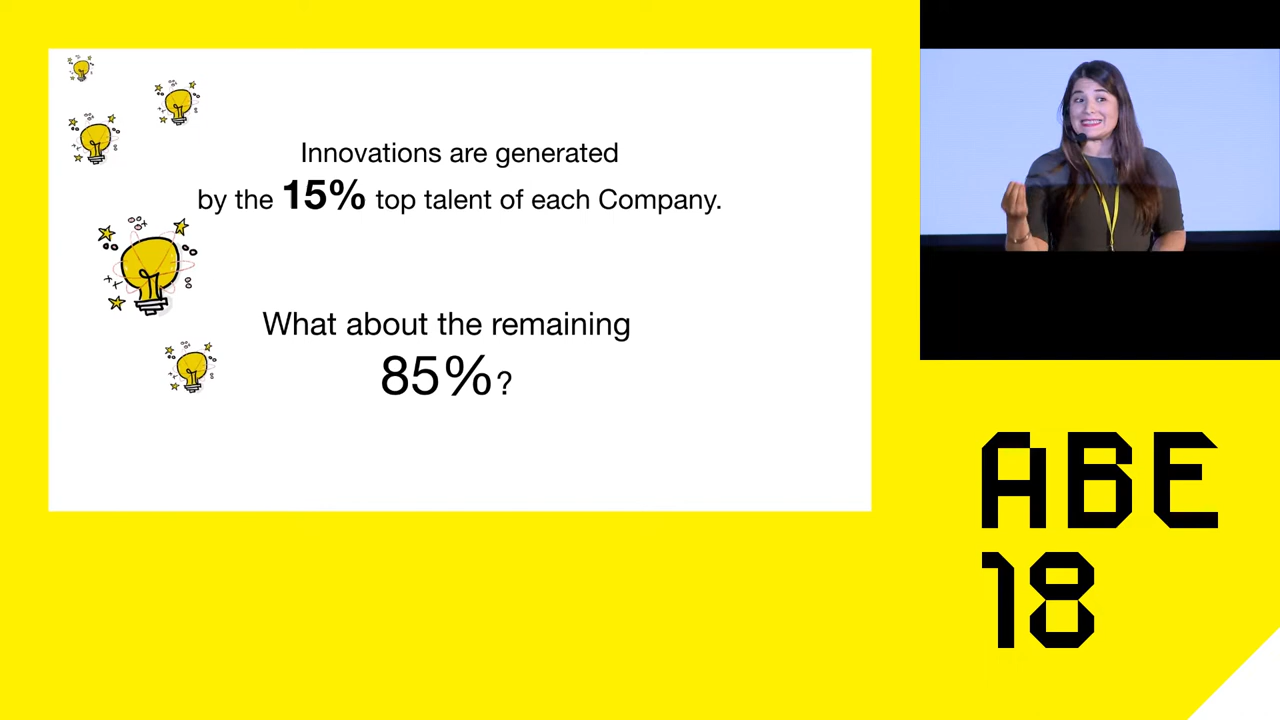 Innovations are generated
by the 15% top talent of each Company.
What about the remaining
85%?
ABE
18